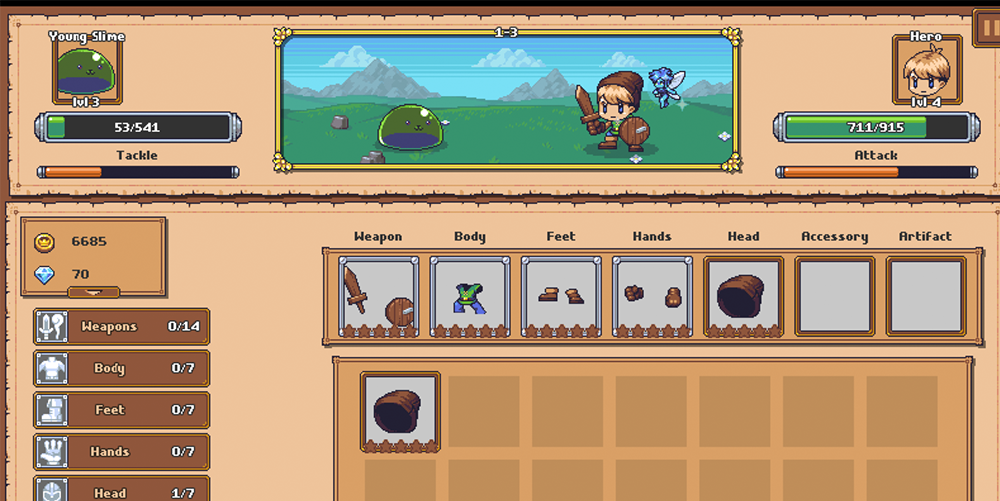 Young Slime
lvl 3
53/541
Tackle
1-3
Hero
lvl 4
711/915
Attack
6685
70
Weapon Body Feet Hands Head Accessory Artifact
Weapons 0/14
Body 0/7
Feet 0/7
Hands 0/7
Head 1/7